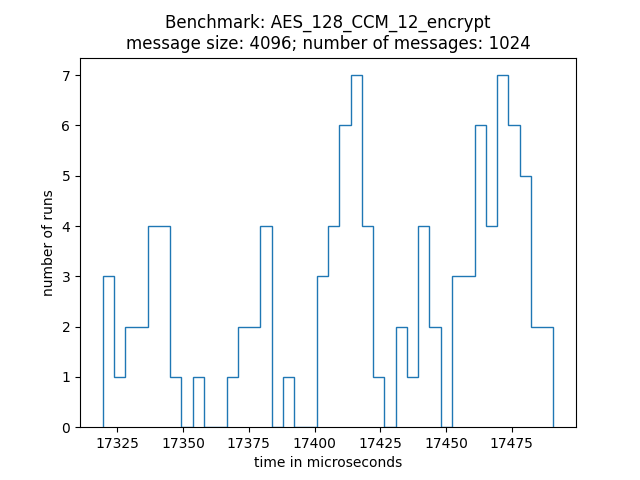 Benchmark: AES_128_CCM_12_encrypt
message size: 4096; number of messages: 1024
7
6
5
4
3
2
1
0
number of runs
17325 17350 17375 17400 17425 17450 17475
time in microseconds